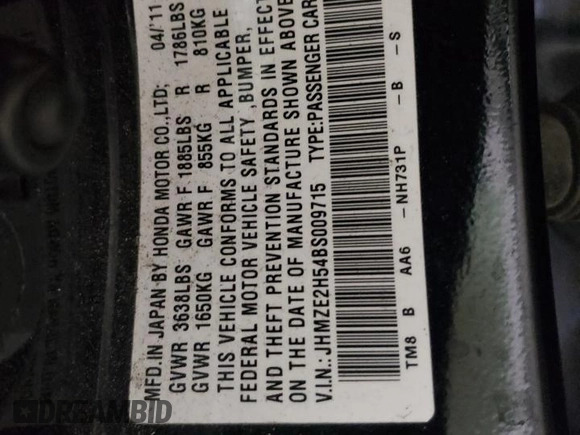 MFD. IN JAPAN BY HONDA MOTOR CO., LTD; 04/11
GVWR 3638LBS GAWR F 1885LBS R 1786LBS
GVWR 1650KG GAWR F 855KG R 810KG
THIS VEHICLE CONFORMS TO ALL APPLICABLE
FEDERAL MOTOR VEHICLE SAFETY ,BUMPER,
AND THEFT PREVENTION STANDARDS IN EFFECT
ON THE DATE OF MANUFACTURE SHOWN ABOVE
V.I.N.: JHMZE2H54BS009715 TYPE:PASSENGER CAR
TM8 B AA6 -NH731P -B -S
DREAMBID